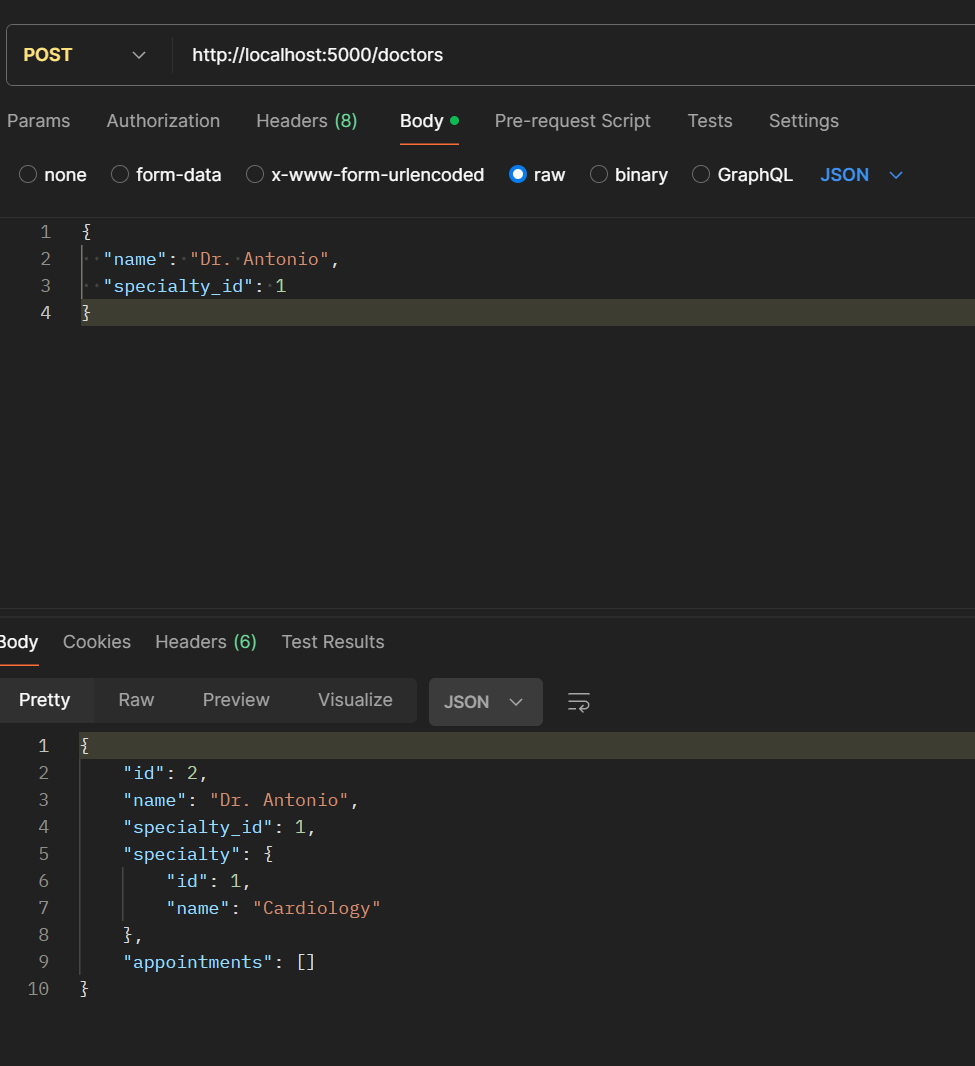 POST http://localhost:5000/doctors
Params Authorization Headers (8) Body Pre-request Script Tests Settings
none form-data x-www-form-urlencoded raw binary GraphQL JSON
1 {
2 "name": "Dr. Antonio",
3 "specialty_id": 1
4 }
Body Cookies Headers (6) Test Results
Pretty Raw Preview Visualize JSON
1 {
2 "id": 2,
3 "name": "Dr. Antonio",
4 "specialty_id": 1,
5 "specialty": {
6 "id": 1,
7 "name": "Cardiology"
8 },
9 "appointments": []
10 }